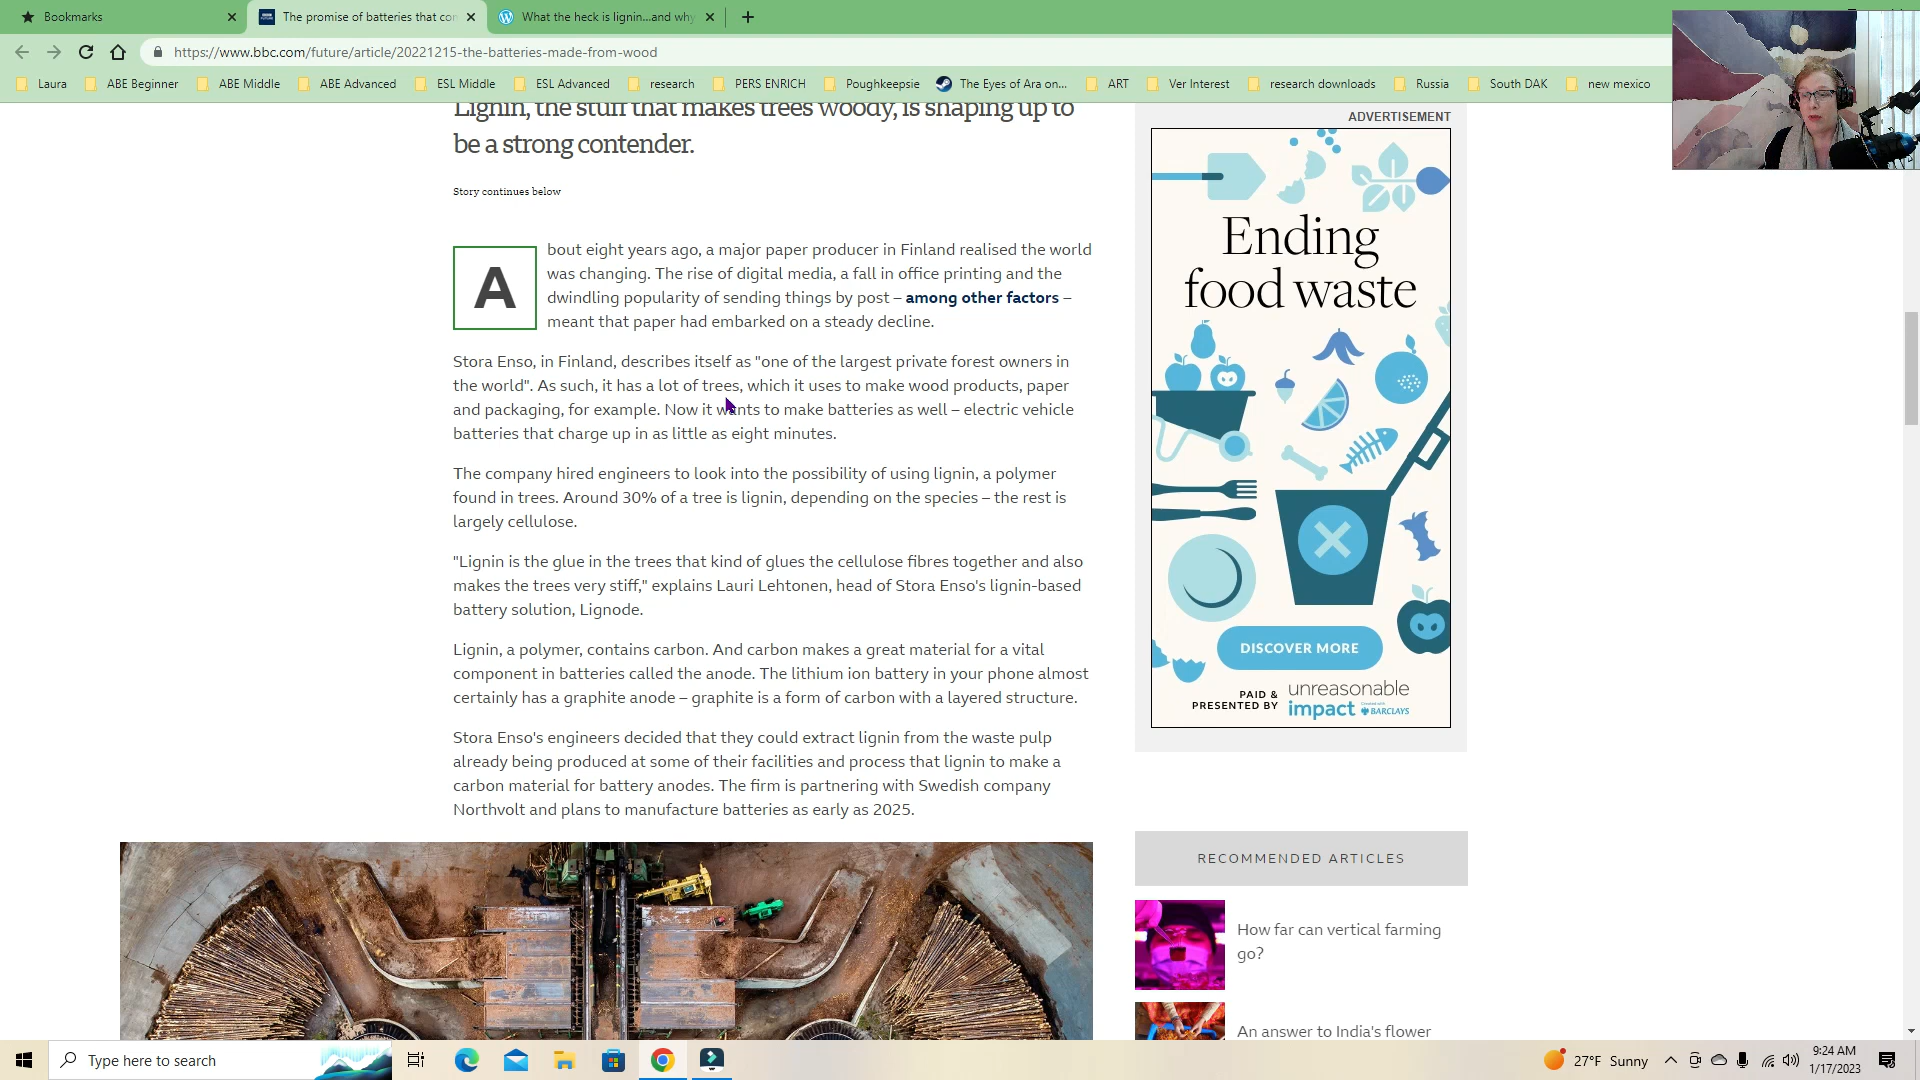 Bookmarks
The promise of batteries that con
What the heck is lignin...and why
https://www.bbc.com/future/article/20221215-the-batteries-made-from-wood
Laura
ABE Beginner
ABE Middle
ABE Advanced
ESL Middle
ESL Advanced
research
PERS ENRICH
Poughkeepsie
The Eyes of Ara on...
ART
Ver Interest
research downloads
Russia
South DAK
new mexico
Lignin, the stuff that makes trees woody, is shaping up to
be a strong contender.
Story continues below
A
bout eight years ago, a major paper producer in Finland realised the world
was changing. The rise of digital media, a fall in office printing and the
dwindling popularity of sending things by post – among other factors –
meant that paper had embarked on a steady decline.
Stora Enso, in Finland, describes itself as "one of the largest private forest owners in
the world". As such, it has a lot of trees, which it uses to make wood products, paper
and packaging, for example. Now it wants to make batteries as well – electric vehicle
batteries that charge up in as little as eight minutes.
The company hired engineers to look into the possibility of using lignin, a polymer
found in trees. Around 30% of a tree is lignin, depending on the species – the rest is
largely cellulose.
"Lignin is the glue in the trees that kind of glues the cellulose fibres together and also
makes the trees very stiff," explains Lauri Lehtonen, head of Stora Enso's lignin-based
battery solution, Lignode.
Lignin, a polymer, contains carbon. And carbon makes a great material for a vital
component in batteries called the anode. The lithium ion battery in your phone almost
certainly has a graphite anode – graphite is a form of carbon with a layered structure.
Stora Enso's engineers decided that they could extract lignin from the waste pulp
already being produced at some of their facilities and process that lignin to make a
carbon material for battery anodes. The firm is partnering with Swedish company
Northvolt and plans to manufacture batteries as early as 2025.
ADVERTISEMENT
Ending
food waste
DISCOVER MORE
PAID &
PRESENTED BY
unreasonable
impact
BARCLAYS
RECOMMENDED ARTICLES
How far can vertical farming
go?
An answer to India's flower
Type here to search
27°F Sunny
9:24 AM
1/17/2023